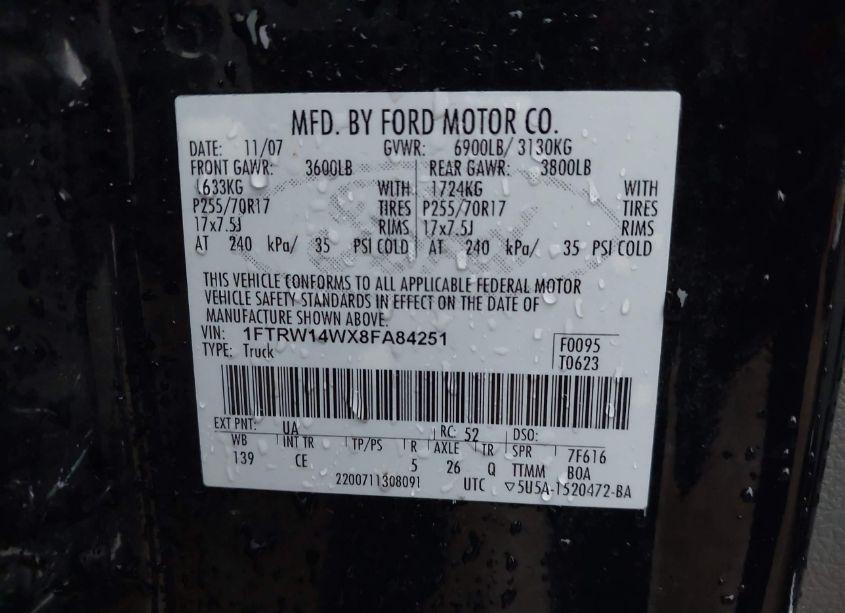 MFD. BY FORD MOTOR CO.
DATE: 11/07 GVWR: 6900LB/ 3130KG
FRONT GAWR: 3600LB REAR GAWR: 3800LB
1633KG WITH 1724KG WITH
P255/70R17 TIRES P255/70R17 TIRES
17x7.5J RIMS 17x7.5J RIMS
AT 240 kPa/ 35 PSI COLD AT 240 kPa/ 35 PSI COLD
THIS VEHICLE CONFORMS TO ALL APPLICABLE FEDERAL MOTOR
VEHICLE SAFETY STANDARDS IN EFFECT ON THE DATE OF
MANUFACTURE SHOWN ABOVE.
VIN: 1FTRW14WX8FA84251
TYPE: Truck
F0095
T0623
EXT PNT: UA RC: 52 DSO:
WB INT TR TP/PS R AXLE TR SPR 7F616
139 CE 5 26 Q TTMM BOA
2200711308091 UTC ▽5U5A-1520472-BA